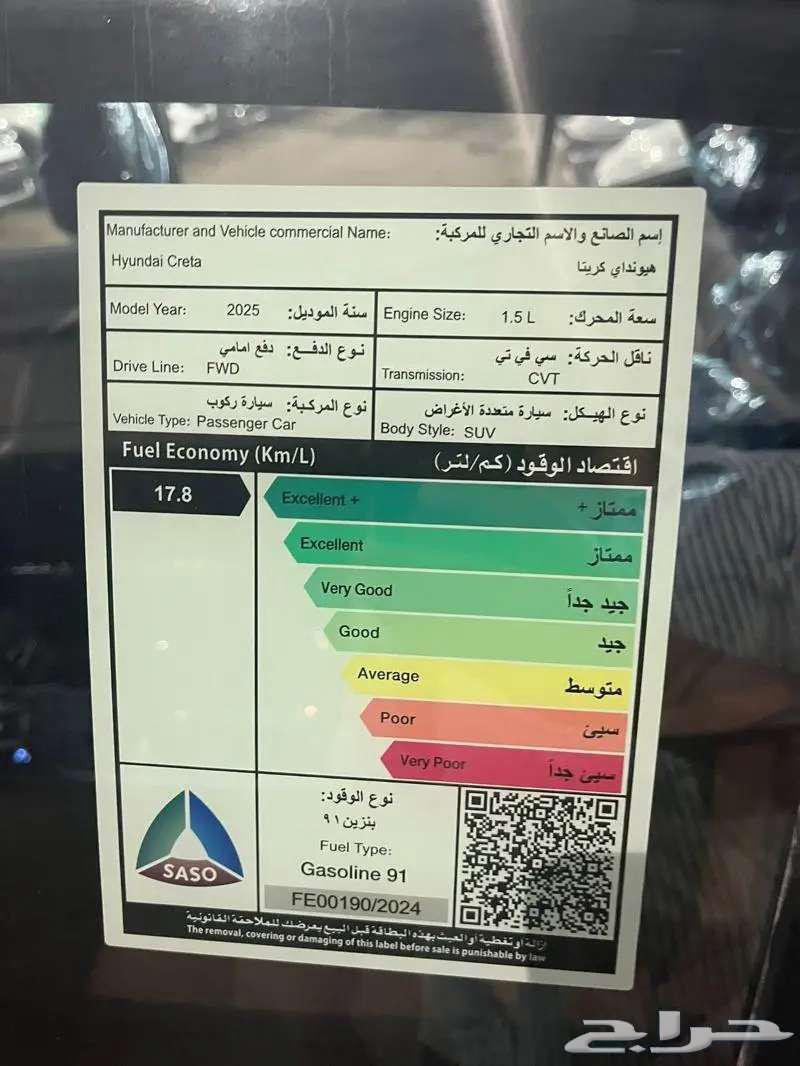 Manufacturer and Vehicle commercial Name: إسم الصانع والاسم التجاري للمركبة:
Hyundai Creta هيونداي كريتا
Model Year: 2025 سنة الموديل:
Engine Size: 1.5 L سعة المحرك:
نوع الدفع: دفع امامي
Drive Line: FWD
ناقل الحركة: سي في تي
Transmission: CVT
نوع المركبة: سيارة ركوب
Vehicle Type: Passenger Car
نوع الهيكل: سيارة متعددة الأغراض
Body Style: SUV
Fuel Economy (Km/L) اقتصاد الوقود (كم/لتر)
17.8
Excellent + ممتاز +
Excellent ممتاز
Very Good جيد جداً
Good جيد
Average متوسط
Poor سيئ
Very Poor سيئ جداً
SASO
نوع الوقود:
بنزين ٩١
Fuel Type:
Gasoline 91
FE00190/2024
إزالة أو تغطية أو العبث بهذه البطاقة قبل البيع يعرضك للملاحقة القانونية
The removal, covering or damaging of this label before sale is punishable by law
حراج